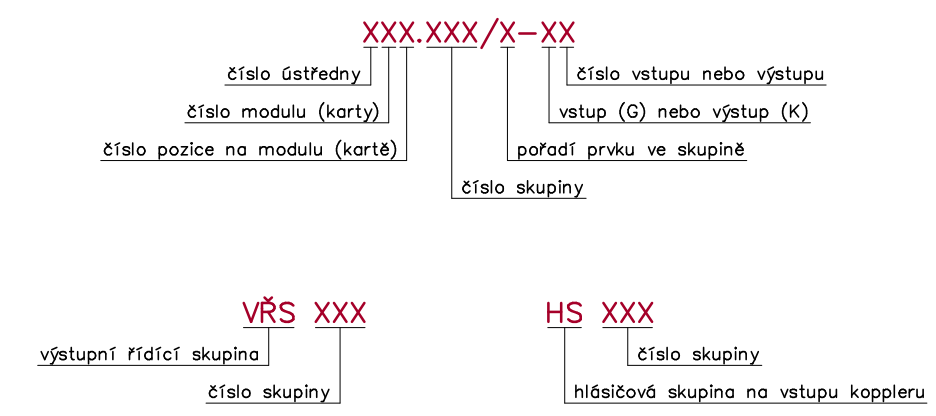 XXX.XXX/X-XX
číslo ústředny
číslo vstupu nebo výstupu
číslo modulu (karty)
vstup (G) nebo výstup (K)
číslo pozice na modulu (kartě)
pořadí prvku ve skupině
číslo skupiny
VŘS XXX
HS XXX
výstupní řídící skupina
číslo skupiny
číslo skupiny
hlásičová skupina na vstupu koppleru